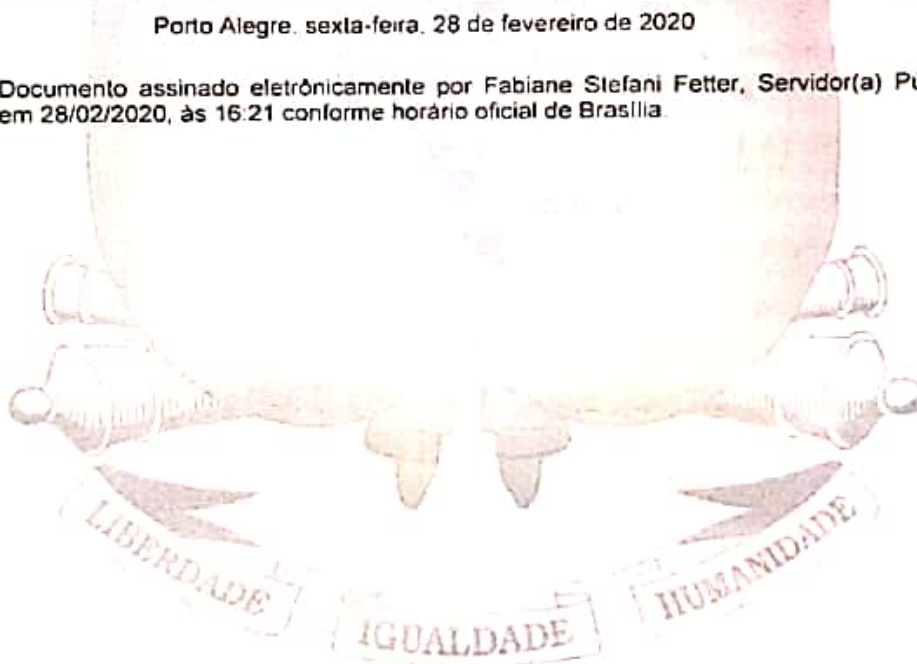 Porto Alegre, sexta-feira, 28 de fevereiro de 2020
Documento assinado eletrônicamente por Fabiane Stefani Fetter, Servidor(a) Pú
em 28/02/2020, às 16:21 conforme horário oficial de Brasília.
LIBERDADE
IGUALDADE
HUMANIDADE